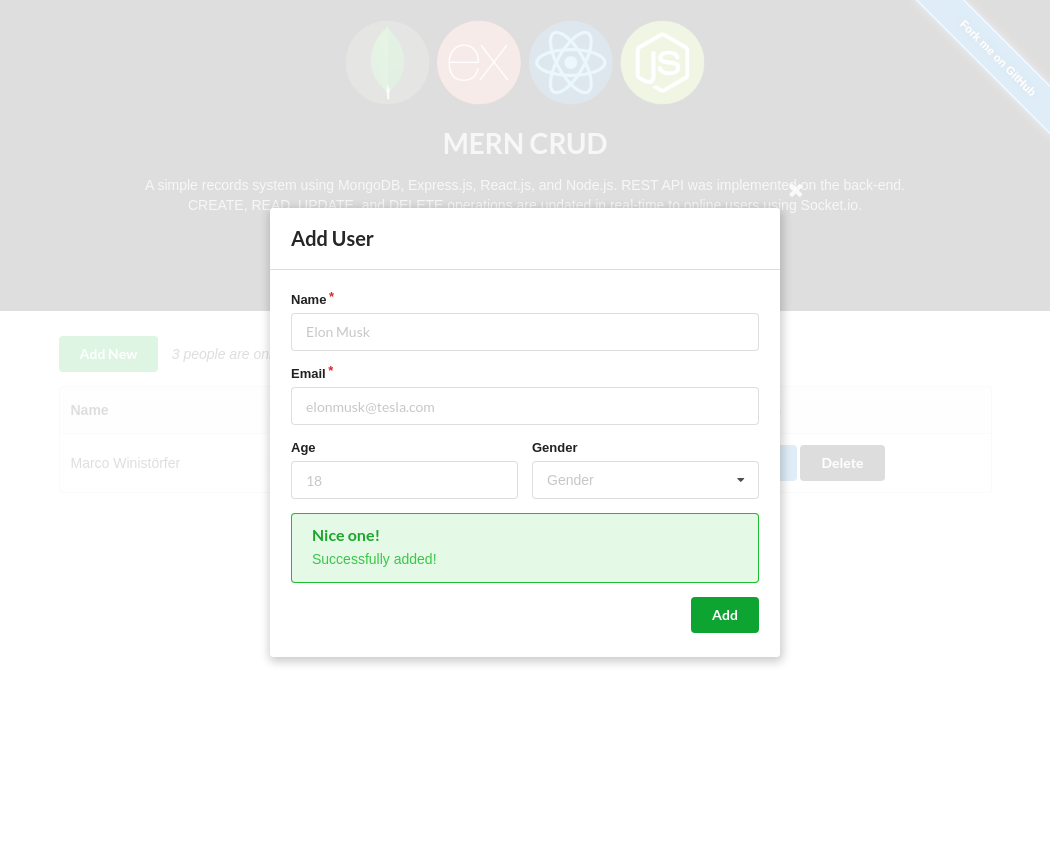 Fork me on GitHub
ex
JS
MERN CRUD
A simple records system using MongoDB, Express.js, React.js, and Node.js. REST API was implemented on the back-end.
CREATE, READ, UPDATE, and DELETE operations are updated in real-time to online users using Socket.io.
Add User
Name*
Elon Musk
Email*
elonmusk@tesla.com
Age Gender
18 Gender
Nice one!
Successfully added!
Add
Add New 3 people are on
Name
Marco Winistörfer Delete